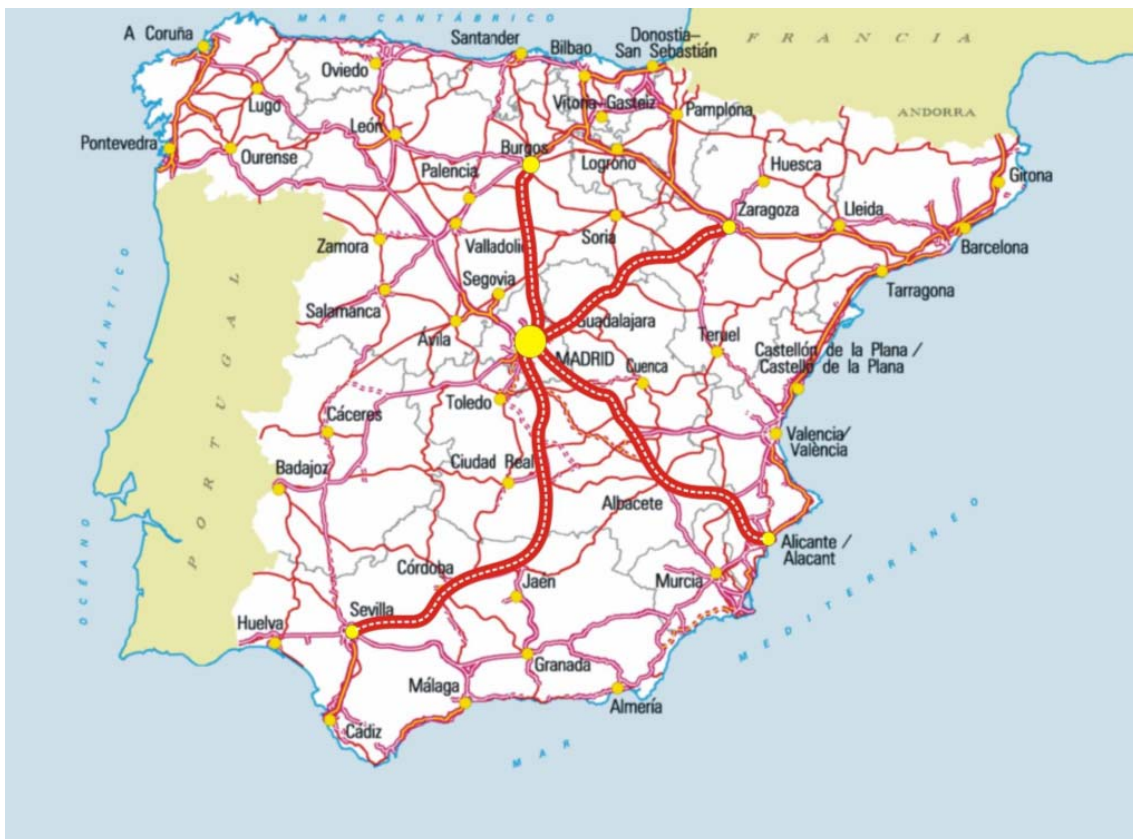 MAR CANTÁBRICO
FRANCIA
A Coruña
Santander
Donostia–
San Sebastián
Bilbao
Oviedo
Lugo
Vitoria-Gasteiz
Pamplona
ANDORRA
León
Pontevedra
Ourense
Burgos
Logroño
Huesca
Girona
Palencia
Zaragoza
Lleida
Zamora
Valladolid
Soria
Barcelona
Segovia
Tarragona
Salamanca
Guadalajara
Ávila
Teruel
Castellón de la Plana /
Castelló de la Plana
MADRID
Cuenca
ATLÁNTICO
PORTUGAL
Toledo
Cáceres
Valencia/
València
Badajoz
Ciudad Real
Albacete
OCÉANO
Alicante /
Alacant
Córdoba
Jaén
Murcia
MEDITERRÁNEO
Sevilla
Huelva
Granada
Málaga
Almería
Cádiz
MAR